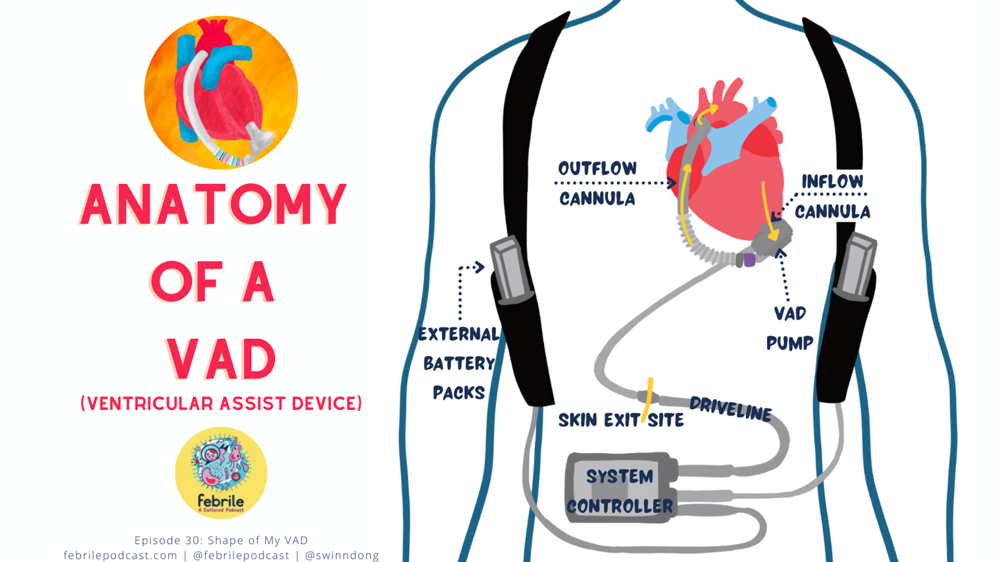 ANATOMY
OF A
VAD
(VENTRICULAR ASSIST DEVICE)
febrile
A Cultured Podcast
Episode 30: Shape of My VAD
febrilepodcast.com | @febrilepodcast | @swinndong
OUTFLOW
CANNULA
INFLOW
CANNULA
EXTERNAL
BATTERY
PACKS
VAD
PUMP
SKIN EXIT SITE
DRIVELINE
SYSTEM
CONTROLLER